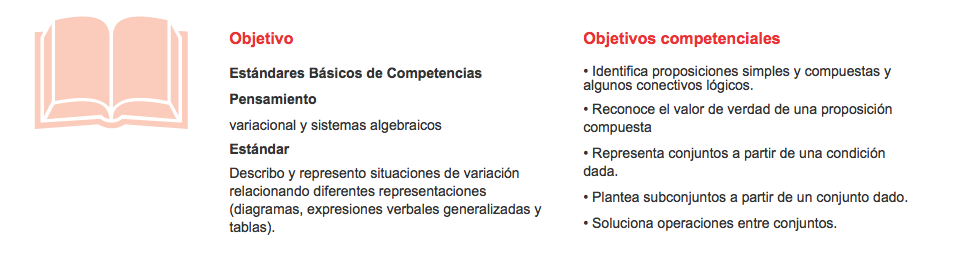 Objetivo
Estándares Básicos de Competencias
Pensamiento
variacional y sistemas algebraicos
Estándar
Describo y represento situaciones de variación
relacionando diferentes representaciones
(diagramas, expresiones verbales generalizadas y
tablas).
Objetivos competenciales
• Identifica proposiciones simples y compuestas y
algunos conectivos lógicos.
• Reconoce el valor de verdad de una proposición
compuesta
• Representa conjuntos a partir de una condición
dada.
• Plantea subconjuntos a partir de un conjunto dado.
• Soluciona operaciones entre conjuntos.